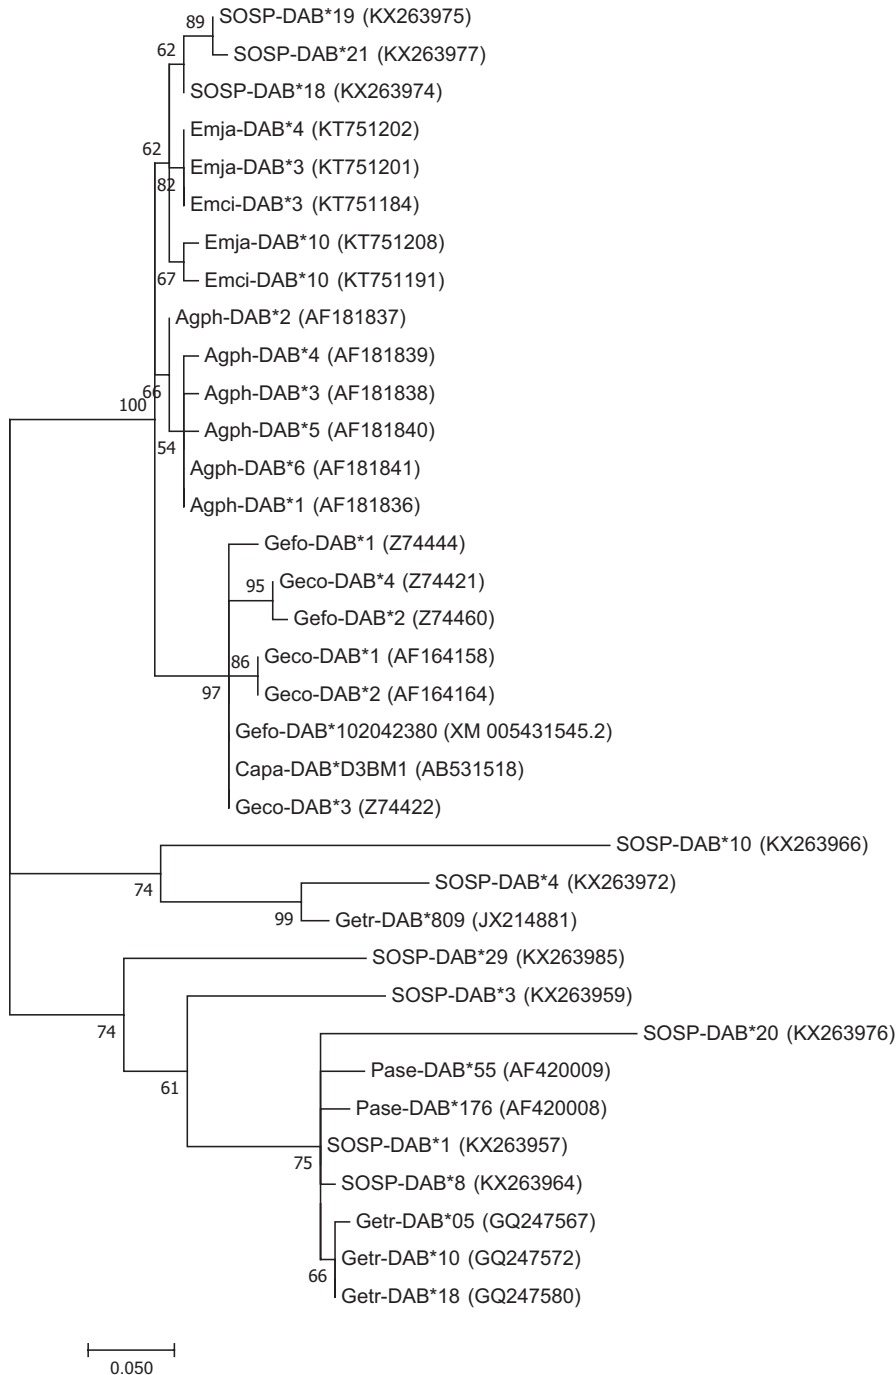 89
SOSP-DAB*19 (KX263975)
62
SOSP-DAB*21 (KX263977)
SOSP-DAB*18 (KX263974)
Emja-DAB*4 (KT751202)
62
Emja-DAB*3 (KT751201)
82
Emci-DAB*3 (KT751184)
Emja-DAB*10 (KT751208)
67
Emci-DAB*10 (KT751191)
Agph-DAB*2 (AF181837)
Agph-DAB*4 (AF181839)
66
Agph-DAB*3 (AF181838)
100
Agph-DAB*5 (AF181840)
54
Agph-DAB*6 (AF181841)
Agph-DAB*1 (AF181836)
Gefo-DAB*1 (Z74444)
95
Geco-DAB*4 (Z74421)
Gefo-DAB*2 (Z74460)
86
Geco-DAB*1 (AF164158)
97
Geco-DAB*2 (AF164164)
Gefo-DAB*102042380 (XM 005431545.2)
Capa-DAB*D3BM1 (AB531518)
Geco-DAB*3 (Z74422)
SOSP-DAB*10 (KX263966)
74
SOSP-DAB*4 (KX263972)
99
Getr-DAB*809 (JX214881)
SOSP-DAB*29 (KX263985)
SOSP-DAB*3 (KX263959)
74
SOSP-DAB*20 (KX263976)
Pase-DAB*55 (AF420009)
61
Pase-DAB*176 (AF420008)
SOSP-DAB*1 (KX263957)
75
SOSP-DAB*8 (KX263964)
Getr-DAB*05 (GQ247567)
Getr-DAB*10 (GQ247572)
66
Getr-DAB*18 (GQ247580)
0.050